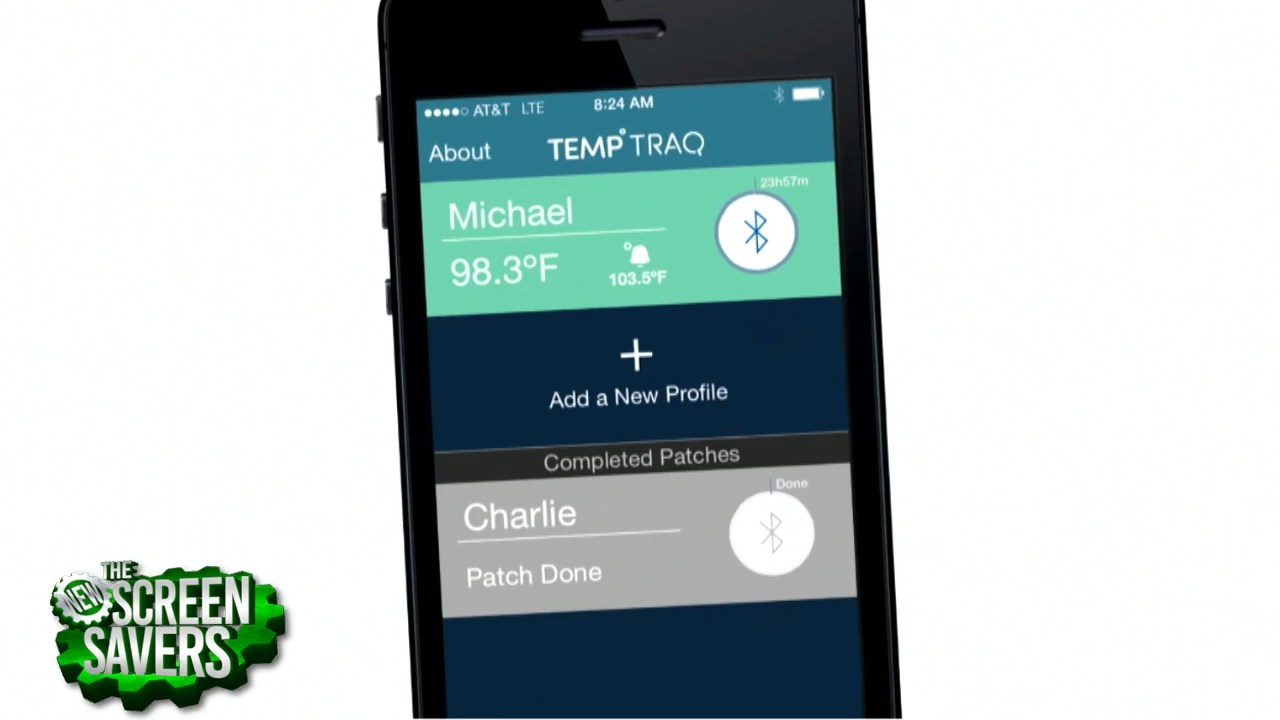 AT&T LTE 8:24 AM
About TEMP°TRAQ
23h57m
Michael
98.3°F
103.5°F
+
Add a New Profile
Completed Patches
Done
Charlie
Patch Done
THE
NEW SCREEN
SAVERS